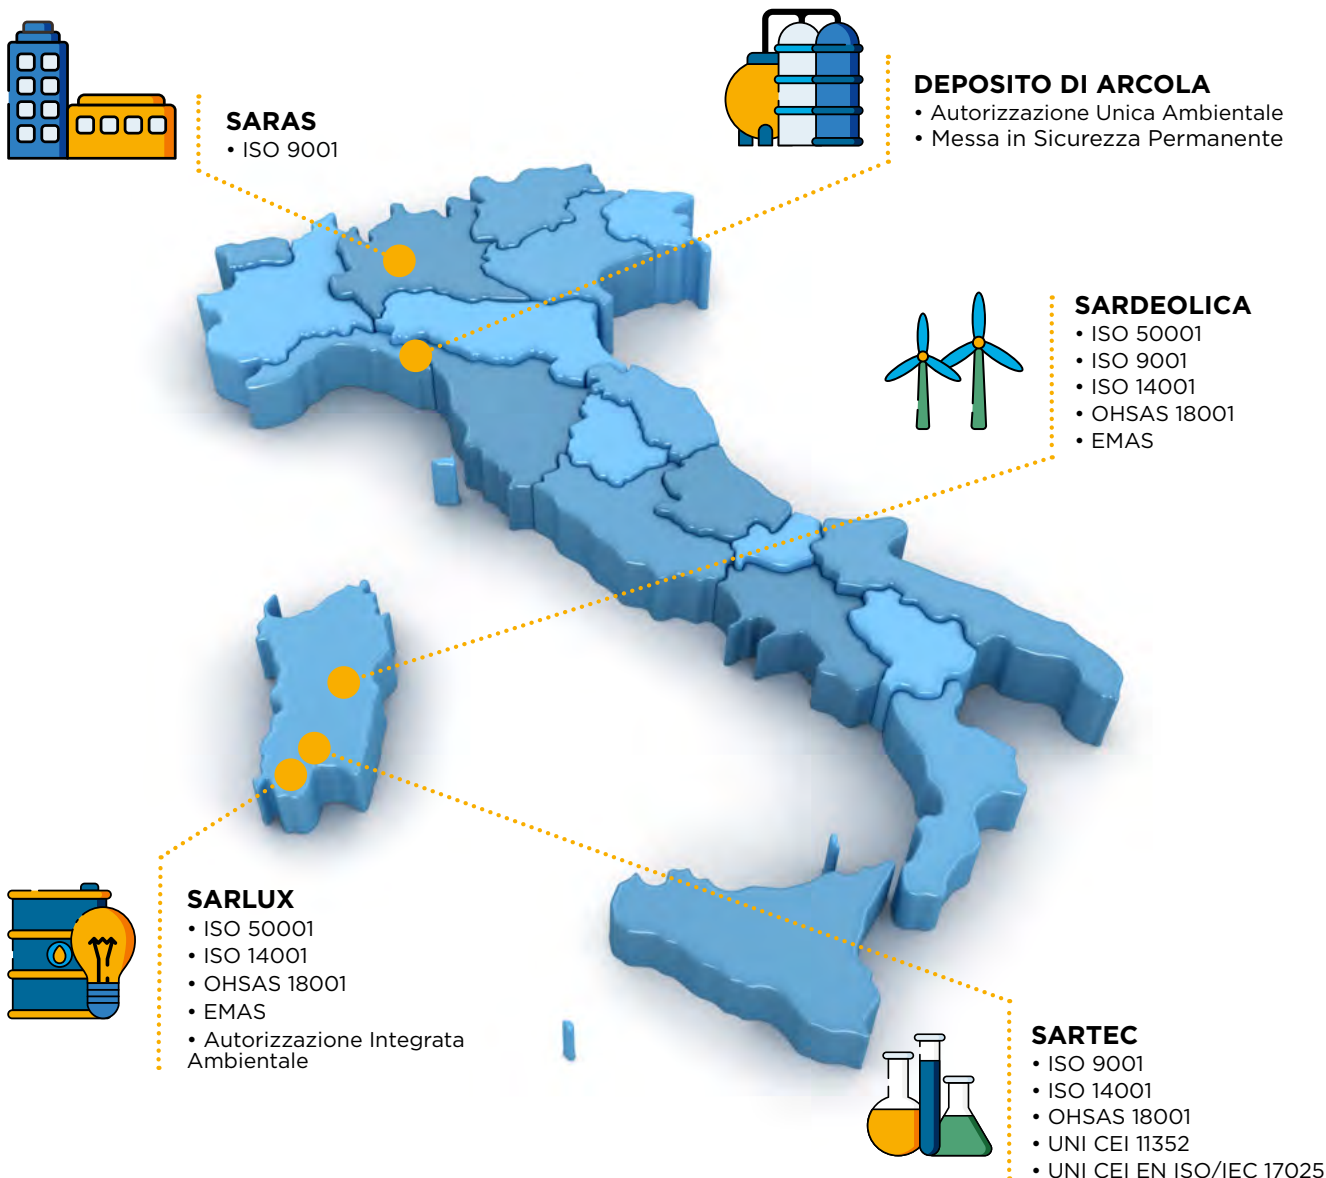 SARAS
• ISO 9001
DEPOSITO DI ARCOLA
• Autorizzazione Unica Ambientale
• Messa in Sicurezza Permanente
SARDEOLICA
• ISO 50001
• ISO 9001
• ISO 14001
• OHSAS 18001
• EMAS
SARLUX
• ISO 50001
• ISO 14001
• OHSAS 18001
• EMAS
• Autorizzazione Integrata
Ambientale
SARTEC
• ISO 9001
• ISO 14001
• OHSAS 18001
• UNI CEI 11352
• UNI CEI EN ISO/IEC 17025